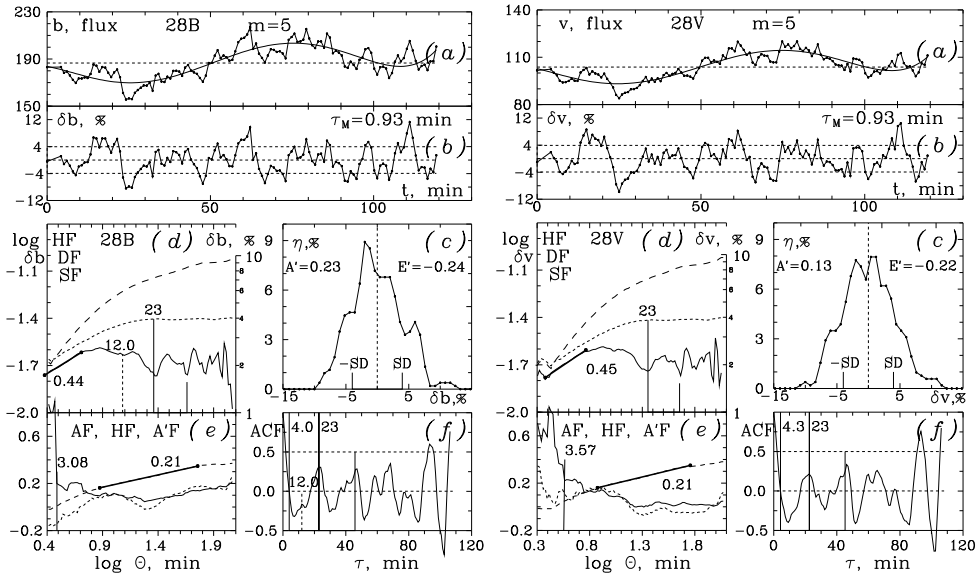 b, flux 28B m=5
(a)
230
190
150
v, flux 28V m=5
(a)
140
110
80
δb, % τM=0.93 min
(b)
12
4
−4
−12
0 50 100 t, min
δv, % τM=0.93 min
(b)
12
4
−4
−12
0 50 100 t, min
log HF 28B (d) δb, %
δb DF
SF
−1.1
−1.4
−1.7
−2.0
10
4
2
23
12.0
0.44
η,% (c)
A'=0.23 E'=−0.24
9
6
3
0
−SD SD
−15 −5 5 δb,%
log HF 28V (d) δv, %
δv DF
SF
−1.1
−1.4
−1.7
−2.0
10
4
2
23
0.45
η,% (c)
A'=0.13 E'=−0.22
9
6
3
0
−SD SD
−15 −5 5 δv,%
AF, HF, A'F (e)
0.6
0.2
−0.2
3.08
0.21
0.4 0.9 1.4 1.9
log Θ, min
ACF 4.0 23 (f)
1
0.5
0.0
−0.5
12.0
0 40 80 120
τ, min
AF, HF, A'F (e)
0.6
0.2
−0.2
3.57
0.21
0.3 0.8 1.3 1.8
log Θ, min
ACF 4.3 23 (f)
1
0.5
0.0
−0.5
0 40 80 120
τ, min